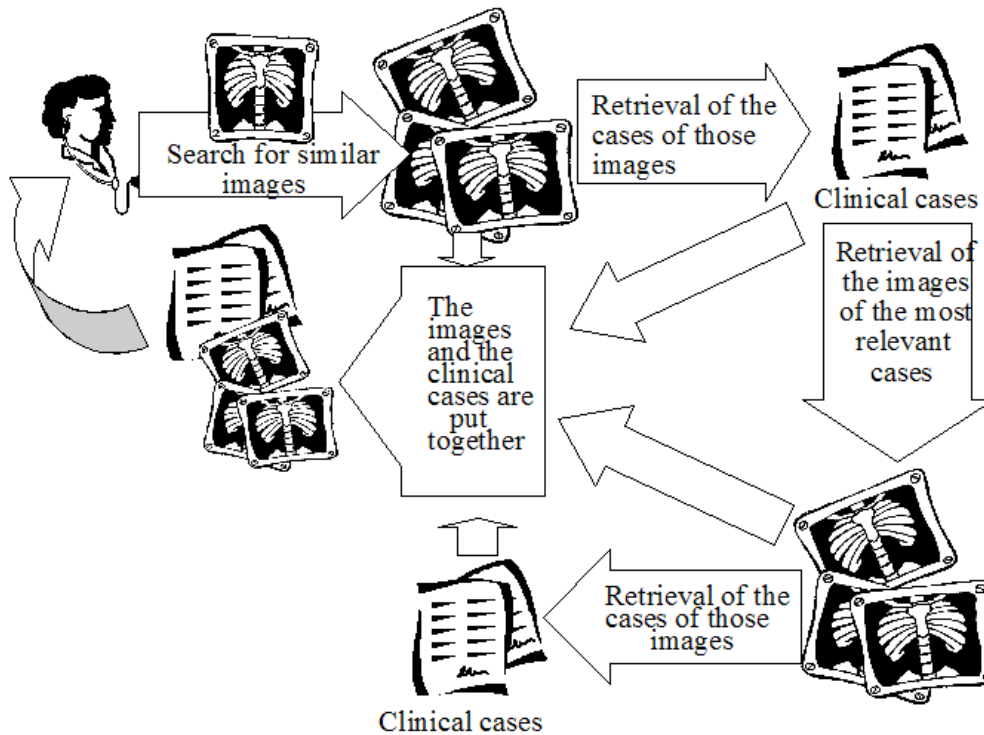 Search for similar
images
Retrieval of the
cases of those
images
Clinical cases
Retrieval of
the images
of the most
relevant
cases
The
images
and the
clinical
cases are
put
together
Retrieval of the
cases of those
images
Clinical cases